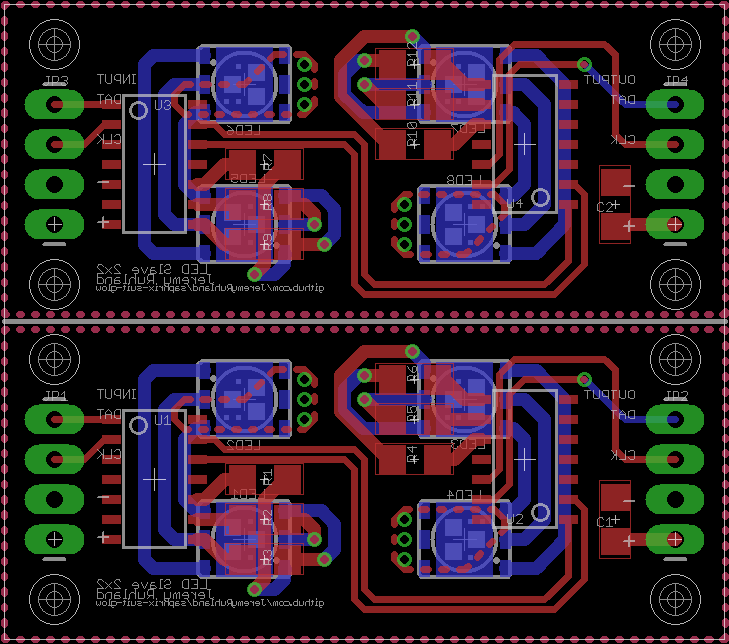 JP3
INPUT
DAT
CLK
U3
LED6
R7
LED5
R8
R9
R12
R11
R10
LED7
LED8
U4
OUTPUT
JP4
DAT
CLK
C2
LED Slave 2x2
Jeremy Ruhland
github.com/JeremyRuhland/saphrix-suit-glow
JP1
INPUT
DAT
CLK
U1
LED2
R1
LED1
R2
R3
R6
R5
R4
LED3
LED4
U2
OUTPUT
JP2
DAT
CLK
C1
LED Slave 2x2
Jeremy Ruhland
github.com/JeremyRuhland/saphrix-suit-glow